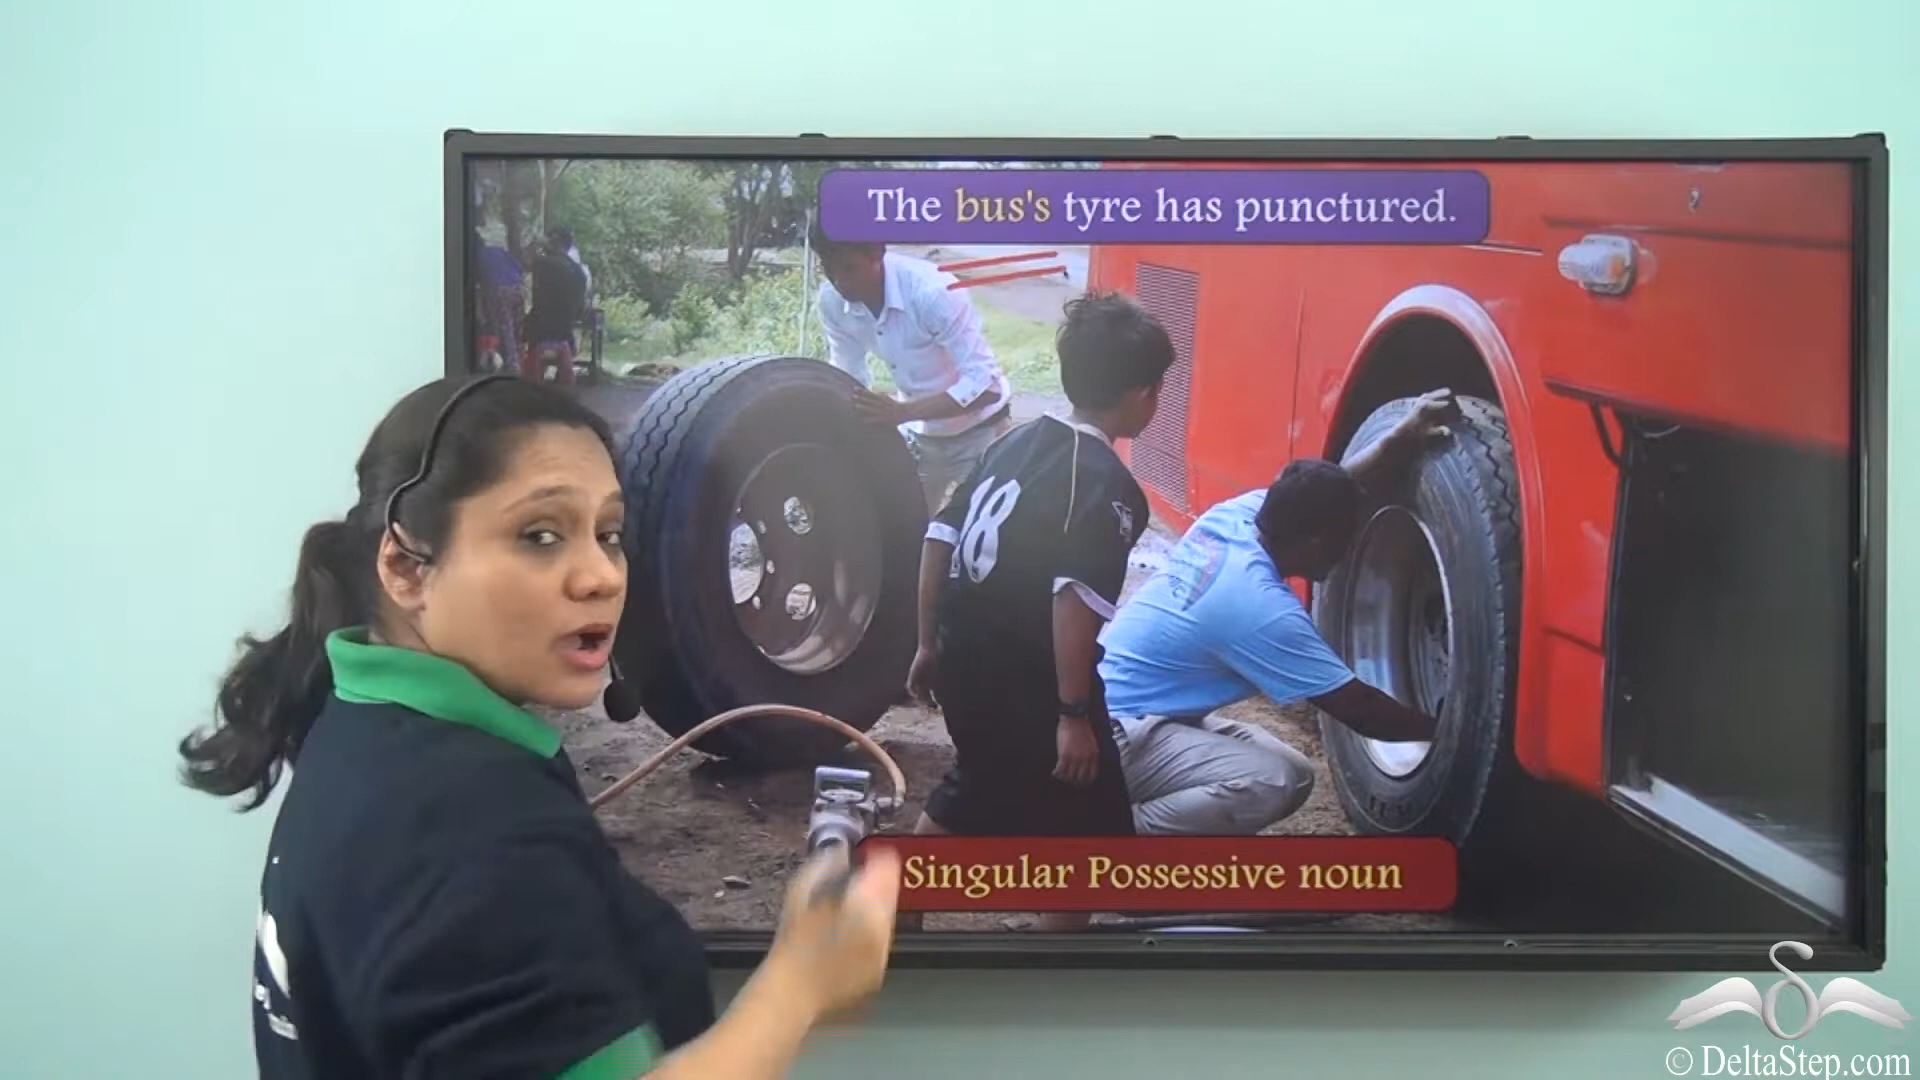 The bus's tyre has punctured.
18
Singular Possessive noun
© DeltaStep.com